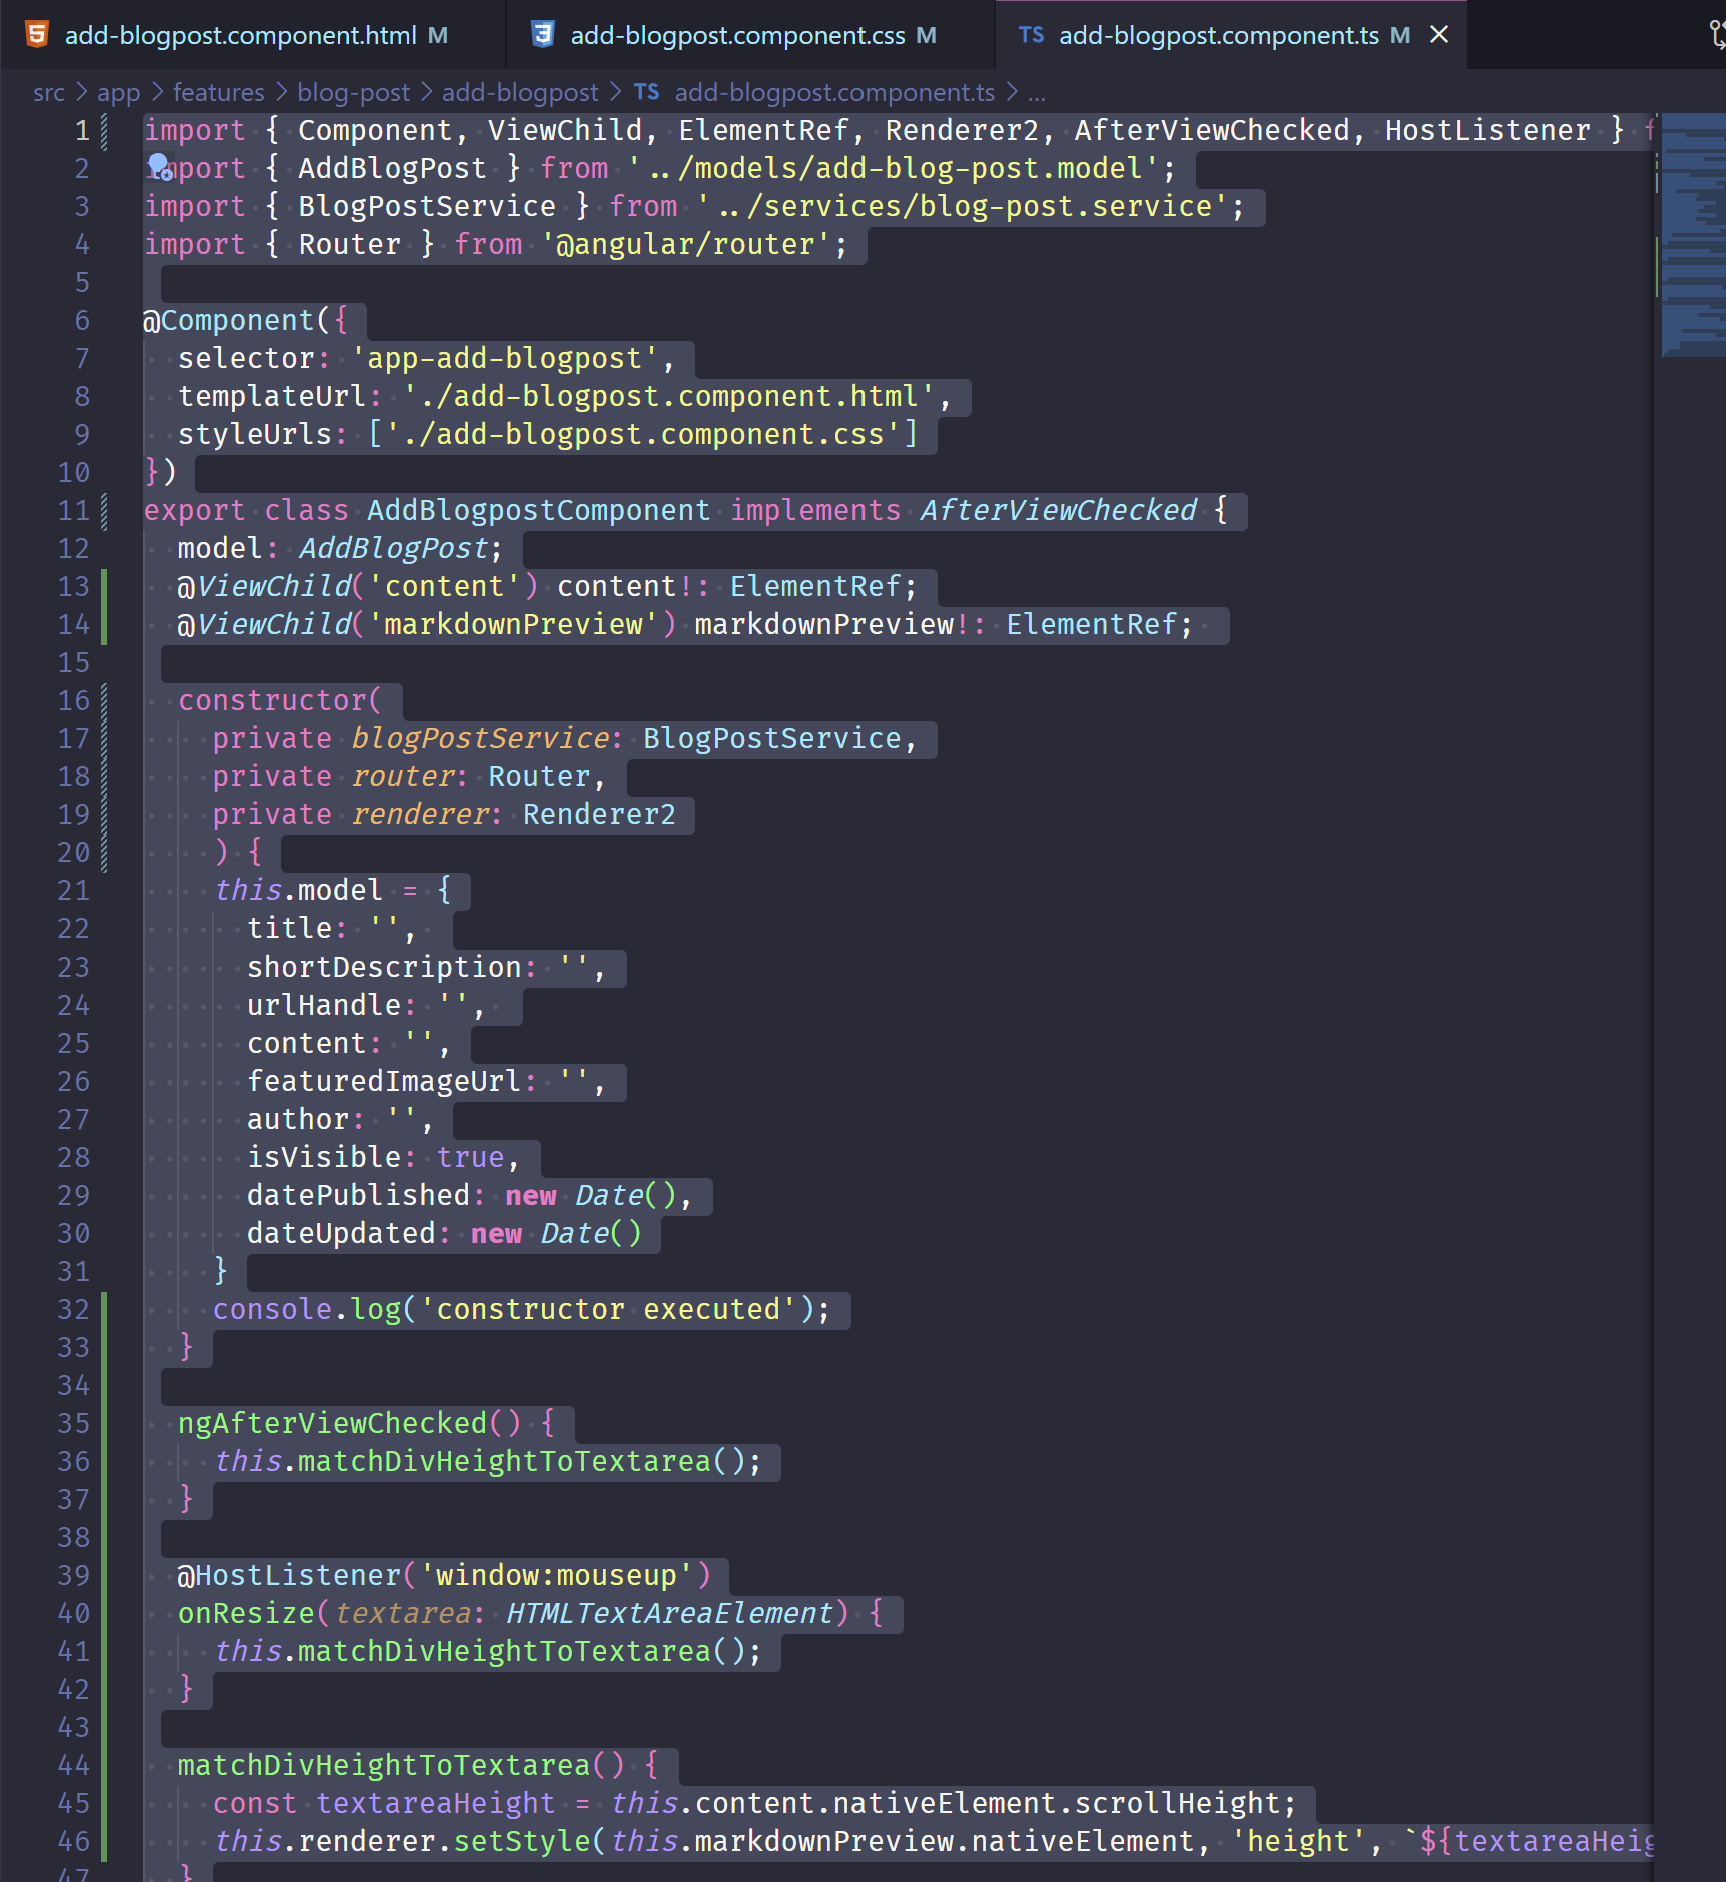 add-blogpost.component.html M add-blogpost.component.css M TS add-blogpost.component.ts M
src > app > features > blog-post > add-blogpost > TS add-blogpost.component.ts > ...
1 import { Component, ViewChild, ElementRef, Renderer2, AfterViewChecked, HostListener } f
2 import { AddBlogPost } from '../models/add-blog-post.model';
3 import { BlogPostService } from '../services/blog-post.service';
4 import { Router } from '@angular/router';
5
6 @Component({
7   selector: 'app-add-blogpost',
8   templateUrl: './add-blogpost.component.html',
9   styleUrls: ['./add-blogpost.component.css']
10 })
11 export class AddBlogpostComponent implements AfterViewChecked {
12   model: AddBlogPost;
13   @ViewChild('content') content!: ElementRef;
14   @ViewChild('markdownPreview') markdownPreview!: ElementRef;
15
16   constructor(
17     private blogPostService: BlogPostService,
18     private router: Router,
19     private renderer: Renderer2
20     ) {
21     this.model = {
22       title: '',
23       shortDescription: '',
24       urlHandle: '',
25       content: '',
26       featuredImageUrl: '',
27       author: '',
28       isVisible: true,
29       datePublished: new Date(),
30       dateUpdated: new Date()
31     }
32     console.log('constructor executed');
33   }
34
35   ngAfterViewChecked() {
36     this.matchDivHeightToTextarea();
37   }
38
39   @HostListener('window:mouseup')
40   onResize(textarea: HTMLTextAreaElement) {
41     this.matchDivHeightToTextarea();
42   }
43
44   matchDivHeightToTextarea() {
45     const textareaHeight = this.content.nativeElement.scrollHeight;
46     this.renderer.setStyle(this.markdownPreview.nativeElement, 'height', `${textareaHeig
47   }